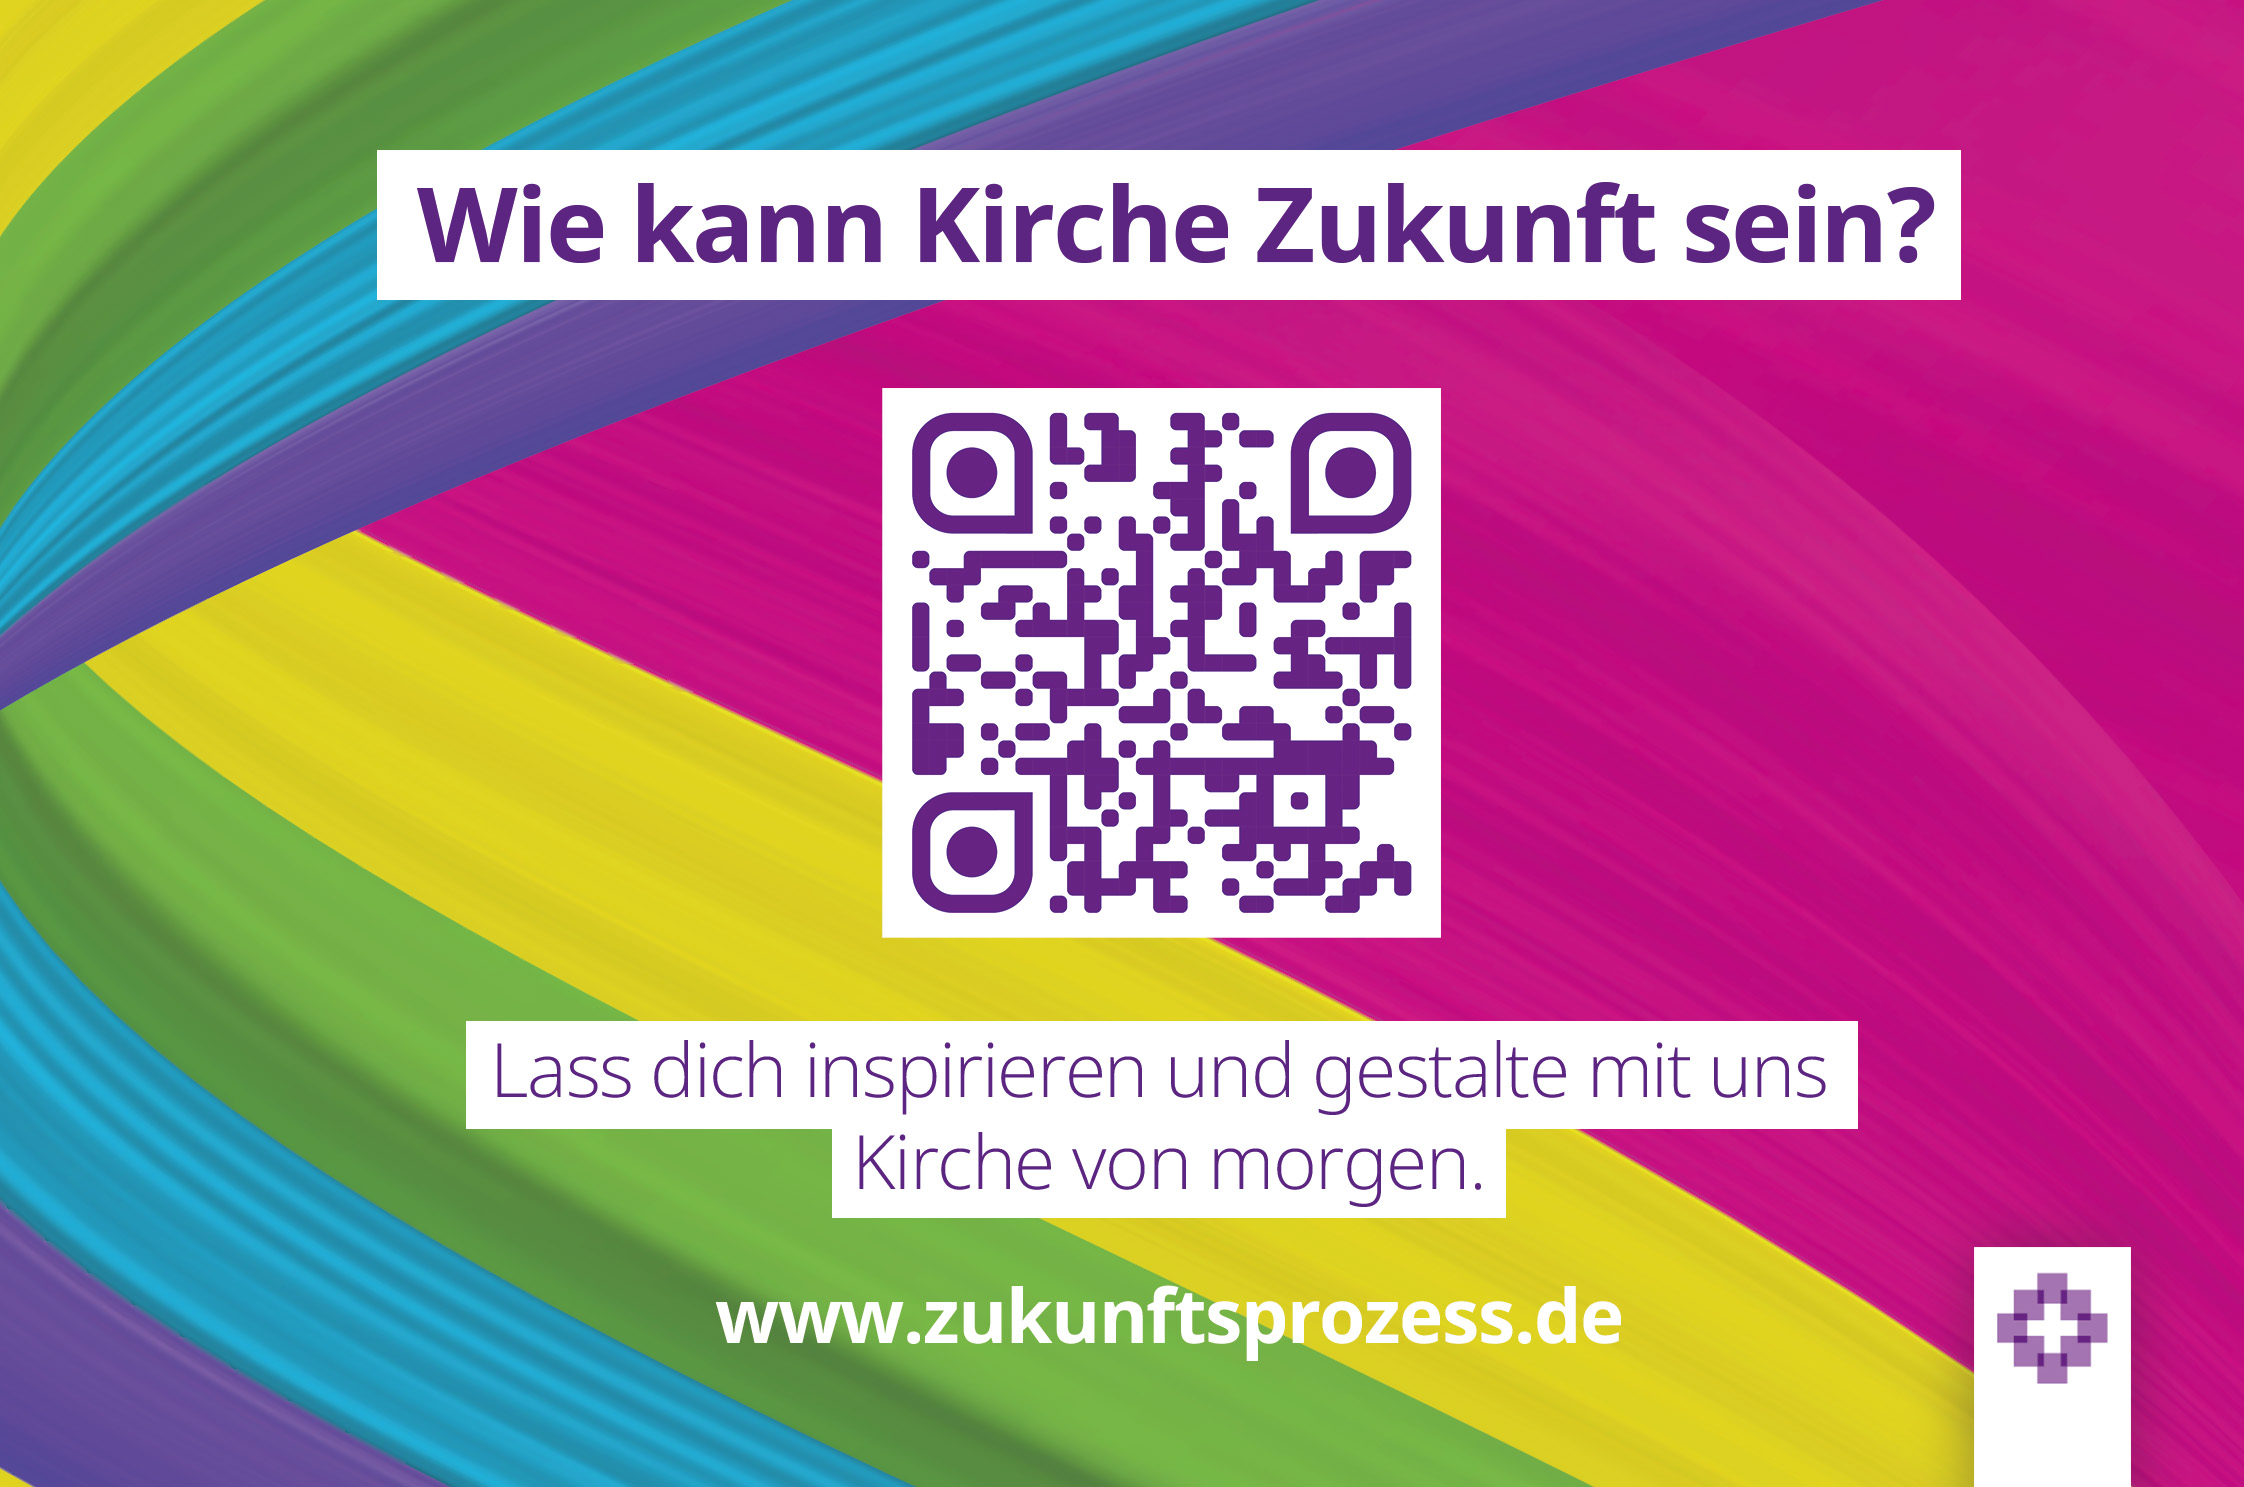 Wie kann Kirche Zukunft sein?
Lass dich inspirieren und gestalte mit uns
Kirche von morgen.
www.zukunftsprozess.de